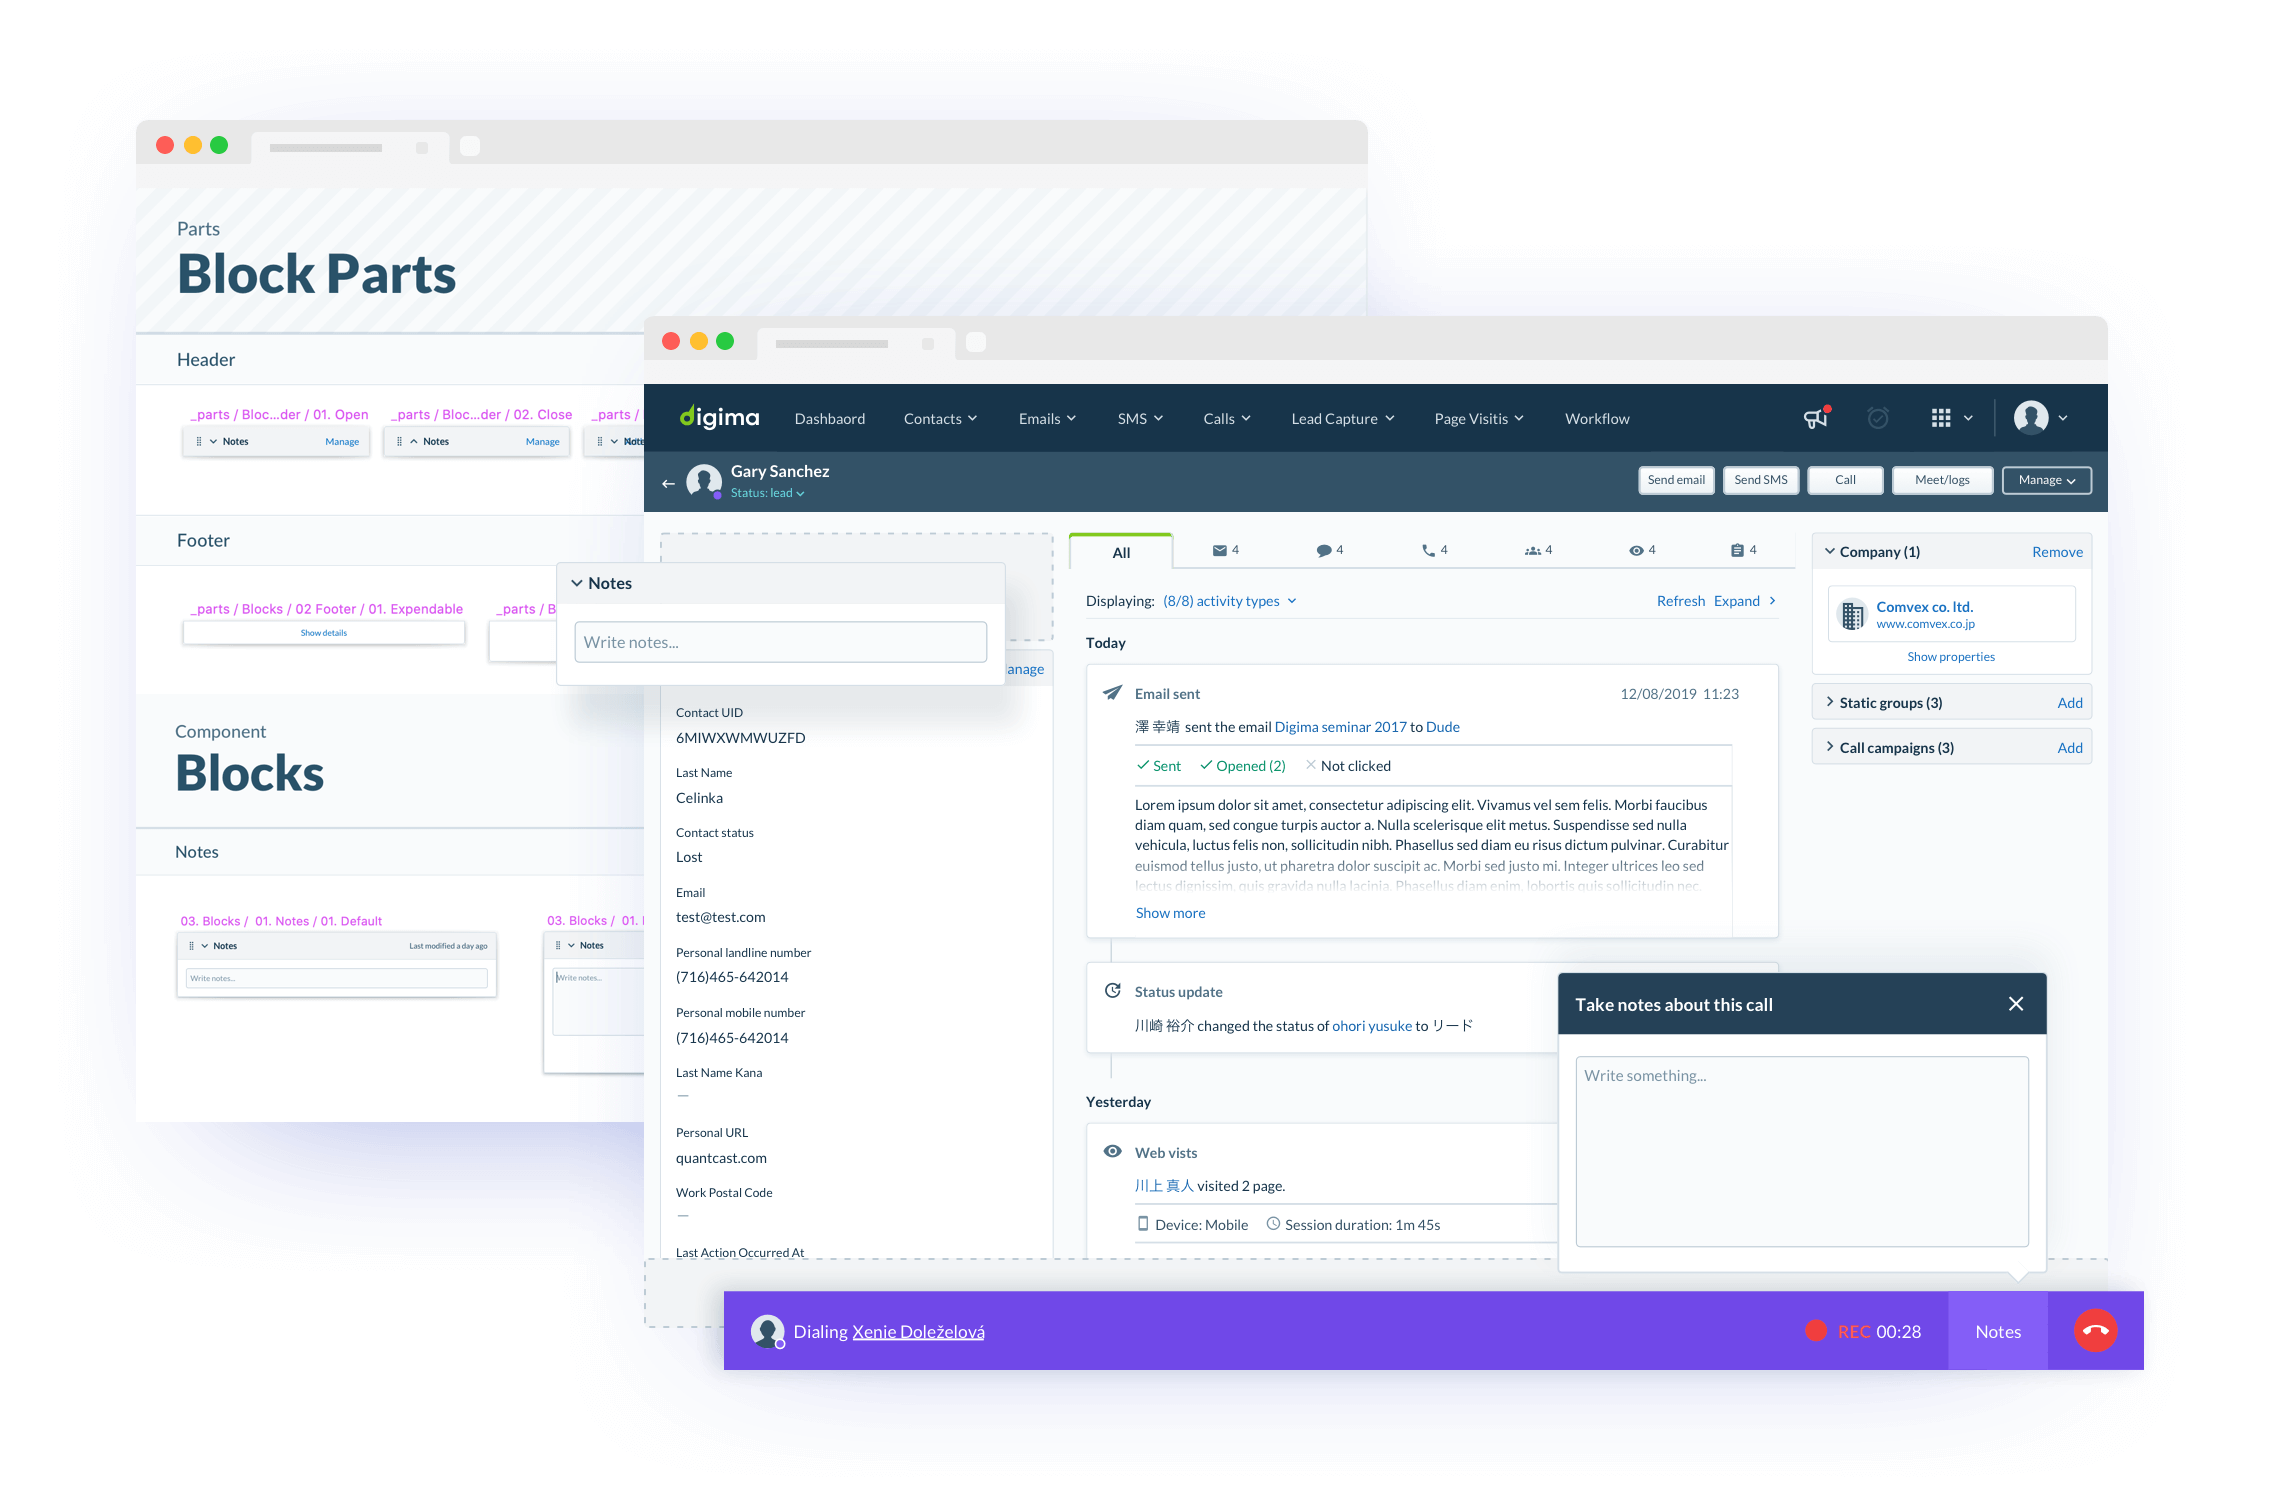 Parts
Block Parts
Header
_parts / Bloc...der / 01. Open
_parts / Bloc...der / 02. Close
_parts /
Notes
Manage
Notes
Manage
Footer
_parts / Blocks / 02 Footer / 01. Expendable
_parts / B
Show details
Component
Blocks
Notes
03. Blocks / 01. Notes / 01. Default
03. Blocks / 01.
Notes
Last modified a day ago
Write notes...
Notes
Write notes...
digima
Dashbaord
Contacts
Emails
SMS
Calls
Lead Capture
Page Visitis
Workflow
Gary Sanchez
Status: lead
Send email
Send SMS
Call
Meet/logs
Manage
Notes
Write notes...
anage
Contact UID
6MIWXWMWUZFD
Last Name
Celinka
Contact status
Lost
Email
test@test.com
Personal landline number
(716)465-642014
Personal mobile number
(716)465-642014
Last Name Kana
—
Personal URL
quantcast.com
Work Postal Code
—
Last Action Occurred At
All
4
4
4
4
4
4
Displaying: (8/8) activity types
Refresh Expand
Today
Email sent
12/08/2019 11:23
澤 幸靖 sent the email Digima seminar 2017 to Dude
Sent
Opened (2)
Not clicked
Lorem ipsum dolor sit amet, consectetur adipiscing elit. Vivamus vel sem felis. Morbi faucibus
diam quam, sed congue turpis auctor a. Nulla scelerisque elit metus. Suspendisse sed nulla
vehicula, luctus felis non, sollicitudin nibh. Phasellus sed diam eu risus dictum pulvinar. Curabitur
euismod tellus justo, ut pharetra dolor suscipit ac. Morbi sed justo mi. Integer ultrices leo sed
lectus dignissim, quis gravida nulla lacinia. Phasellus diam enim, lobortis quis sollicitudin nec,
Show more
Status update
川崎 裕介 changed the status of ohori yusuke to リード
Yesterday
Web vists
川上 真人 visited 2 page.
Device: Mobile
Session duration: 1m 45s
Company (1)
Remove
Comvex co. ltd.
www.comvex.co.jp
Show properties
Static groups (3)
Add
Call campaigns (3)
Add
Take notes about this call
Write something...
Dialing Xenie Doleželová
REC 00:28
Notes